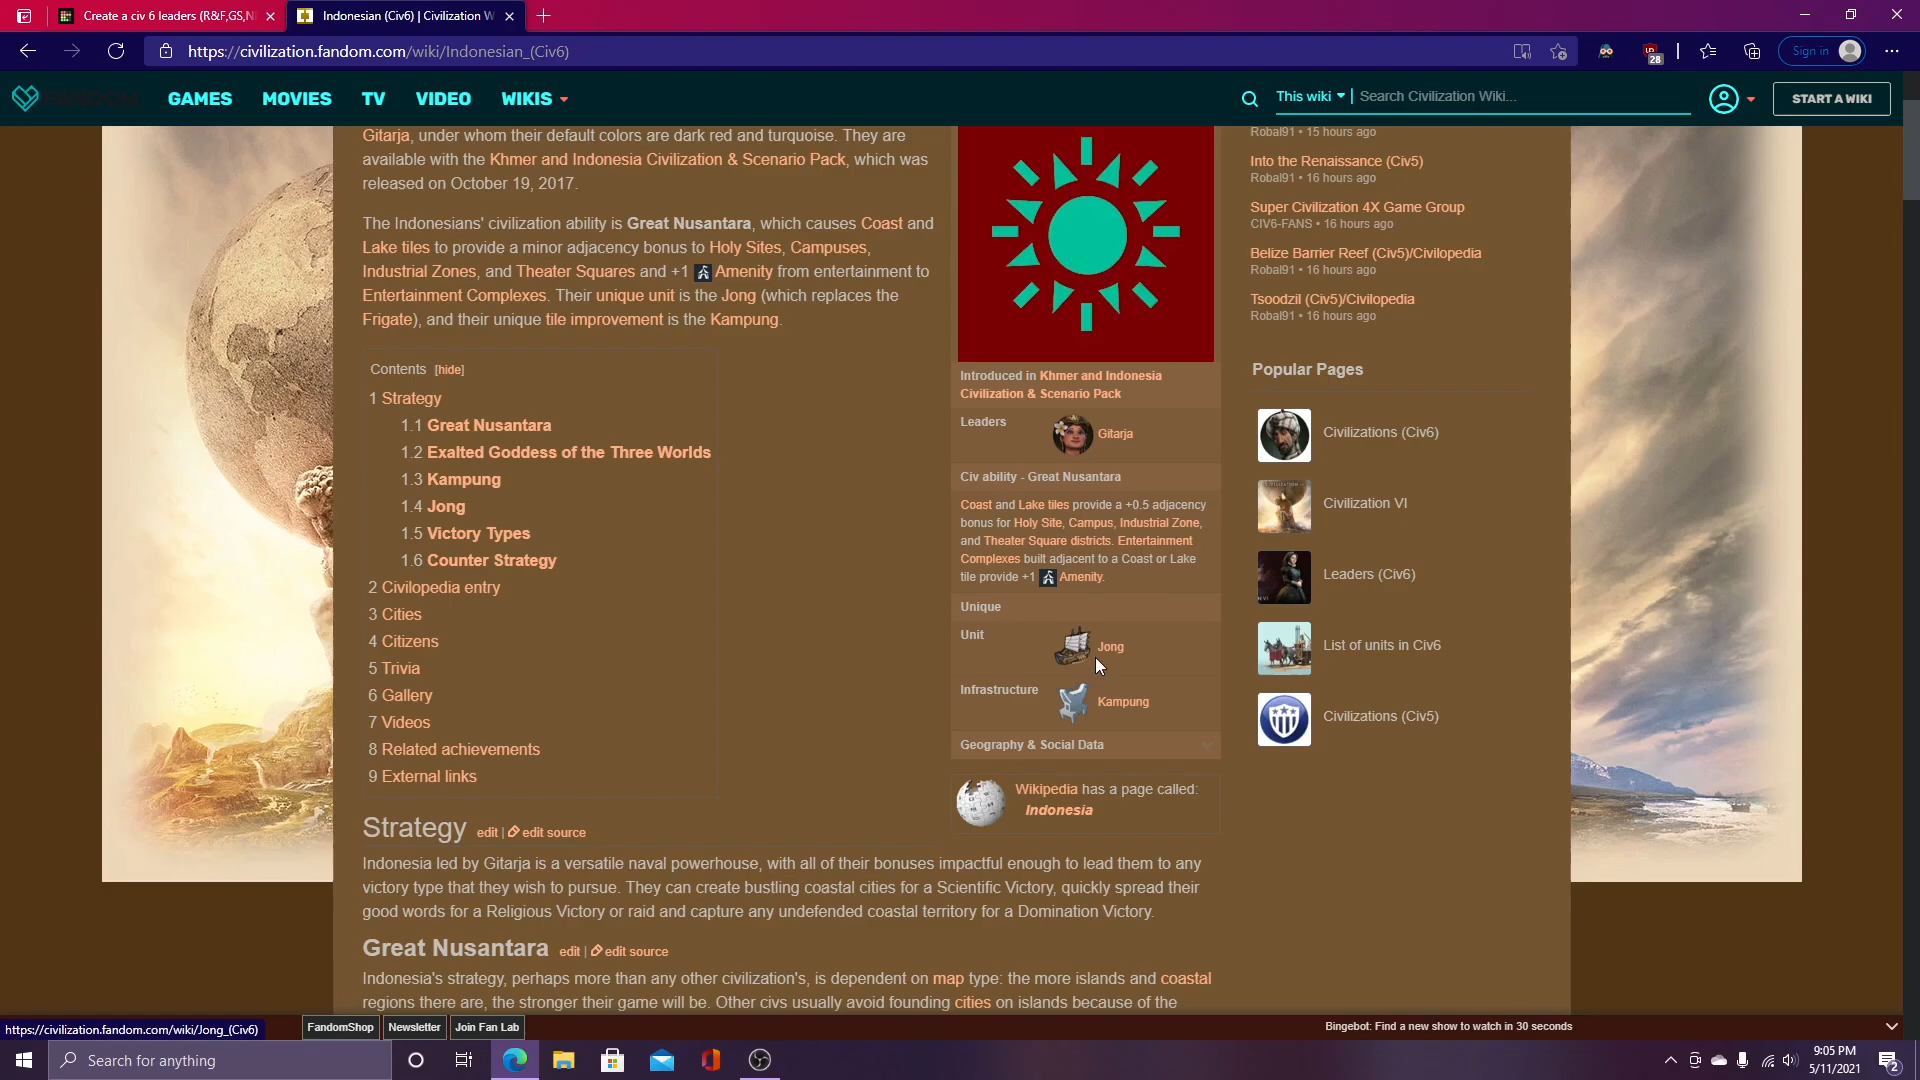 Create a civ 6 leaders (R&F,GS,N
Indonesian (Civ6) | Civilization W
https://civilization.fandom.com/wiki/Indonesian_(Civ6)
28
Sign in
FANDOM
GAMES
MOVIES
TV
VIDEO
WIKIS
This wiki
Search Civilization Wiki...
START A WIKI
Gitarja, under whom their default colors are dark red and turquoise. They are
available with the Khmer and Indonesia Civilization & Scenario Pack, which was
released on October 19, 2017.
The Indonesians' civilization ability is Great Nusantara, which causes Coast and
Lake tiles to provide a minor adjacency bonus to Holy Sites, Campuses,
Industrial Zones, and Theater Squares and +1 Amenity from entertainment to
Entertainment Complexes. Their unique unit is the Jong (which replaces the
Frigate), and their unique tile improvement is the Kampung.
Contents [hide]
1 Strategy
1.1 Great Nusantara
1.2 Exalted Goddess of the Three Worlds
1.3 Kampung
1.4 Jong
1.5 Victory Types
1.6 Counter Strategy
2 Civilopedia entry
3 Cities
4 Citizens
5 Trivia
6 Gallery
7 Videos
8 Related achievements
9 External links
Introduced in Khmer and Indonesia
Civilization & Scenario Pack
Leaders
Gitarja
Civ ability - Great Nusantara
Coast and Lake tiles provide a +0.5 adjacency
bonus for Holy Site, Campus, Industrial Zone,
and Theater Square districts. Entertainment
Complexes built adjacent to a Coast or Lake
tile provide +1 Amenity.
Unique
Unit
Jong
Infrastructure
Kampung
Geography & Social Data
Wikipedia has a page called:
Indonesia
Robal91 • 15 hours ago
Into the Renaissance (Civ5)
Robal91 • 16 hours ago
Super Civilization 4X Game Group
CIV6-FANS • 16 hours ago
Belize Barrier Reef (Civ5)/Civilopedia
Robal91 • 16 hours ago
Tsoodzil (Civ5)/Civilopedia
Robal91 • 16 hours ago
Popular Pages
Civilizations (Civ6)
Civilization VI
Leaders (Civ6)
List of units in Civ6
Civilizations (Civ5)
Strategy edit | edit source
Indonesia led by Gitarja is a versatile naval powerhouse, with all of their bonuses impactful enough to lead them to any
victory type that they wish to pursue. They can create bustling coastal cities for a Scientific Victory, quickly spread their
good words for a Religious Victory or raid and capture any undefended coastal territory for a Domination Victory.
Great Nusantara edit | edit source
Indonesia's strategy, perhaps more than any other civilization's, is dependent on map type: the more islands and coastal
regions there are, the stronger their game will be. Other civs usually avoid founding cities on islands because of the
https://civilization.fandom.com/wiki/Jong_(Civ6)
FandomShop
Newsletter
Join Fan Lab
Bingebot: Find a new show to watch in 30 seconds
Search for anything
9:05 PM
5/11/2021
2